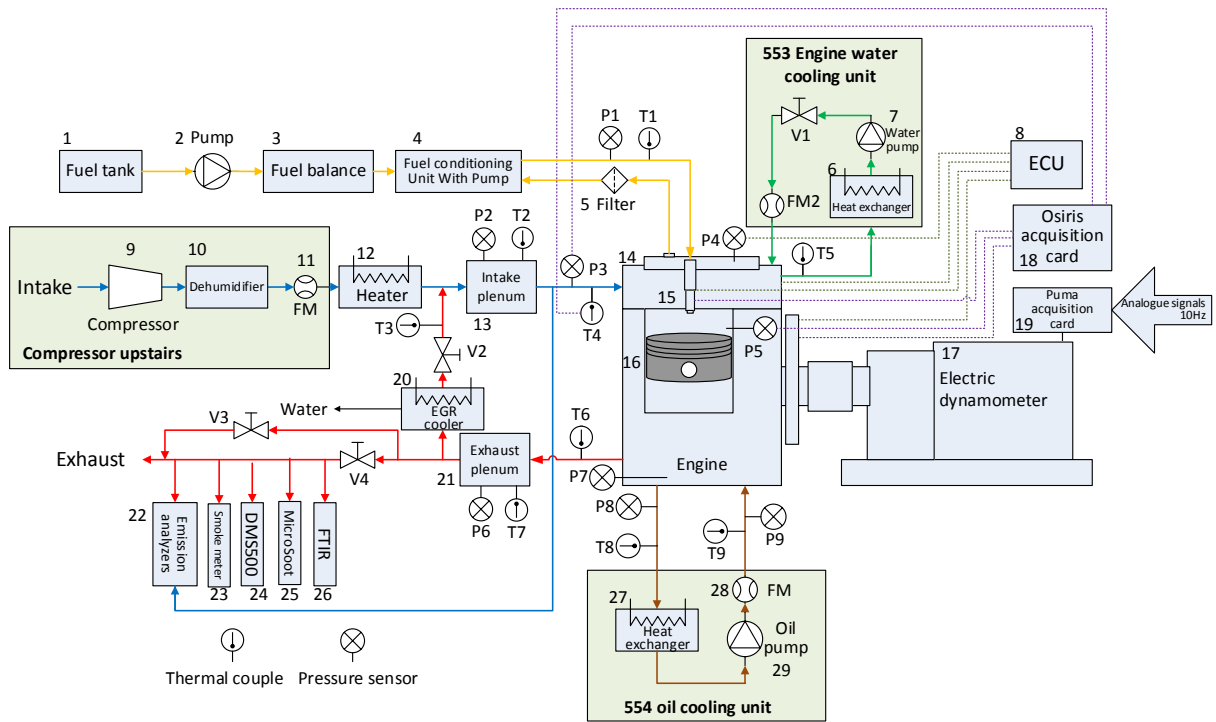 553 Engine water
cooling unit
P1
T1
1
2
Pump
3
4
V1
7
Water
pump
8
ECU
Fuel tank
Fuel balance
Fuel conditioning
Unit With Pump
5
Filter
6
Heat exchanger
FM2
P2
T2
P4
T5
Osiris
acquisition
card
18
9
10
11
12
Intake
Compressor
Dehumidifier
FM
Heater
Intake
plenum
13
P3
T4
14
15
Compressor upstairs
T3
V2
P5
16
Puma
acquisition
card
19
Analogue signals
10Hz
17
Electric
dynamometer
20
EGR
cooler
Water
V3
V4
Exhaust
Exhaust
plenum
21
T6
Engine
P7
P6
T7
P8
T8
T9
P9
22
Emission
analyzers
Smoke meter
23
DMS500
24
MicroSoot
25
FTIR
26
27
Heat
exchanger
28
FM
Oil
pump
29
554 oil cooling unit
Thermal couple
Pressure sensor